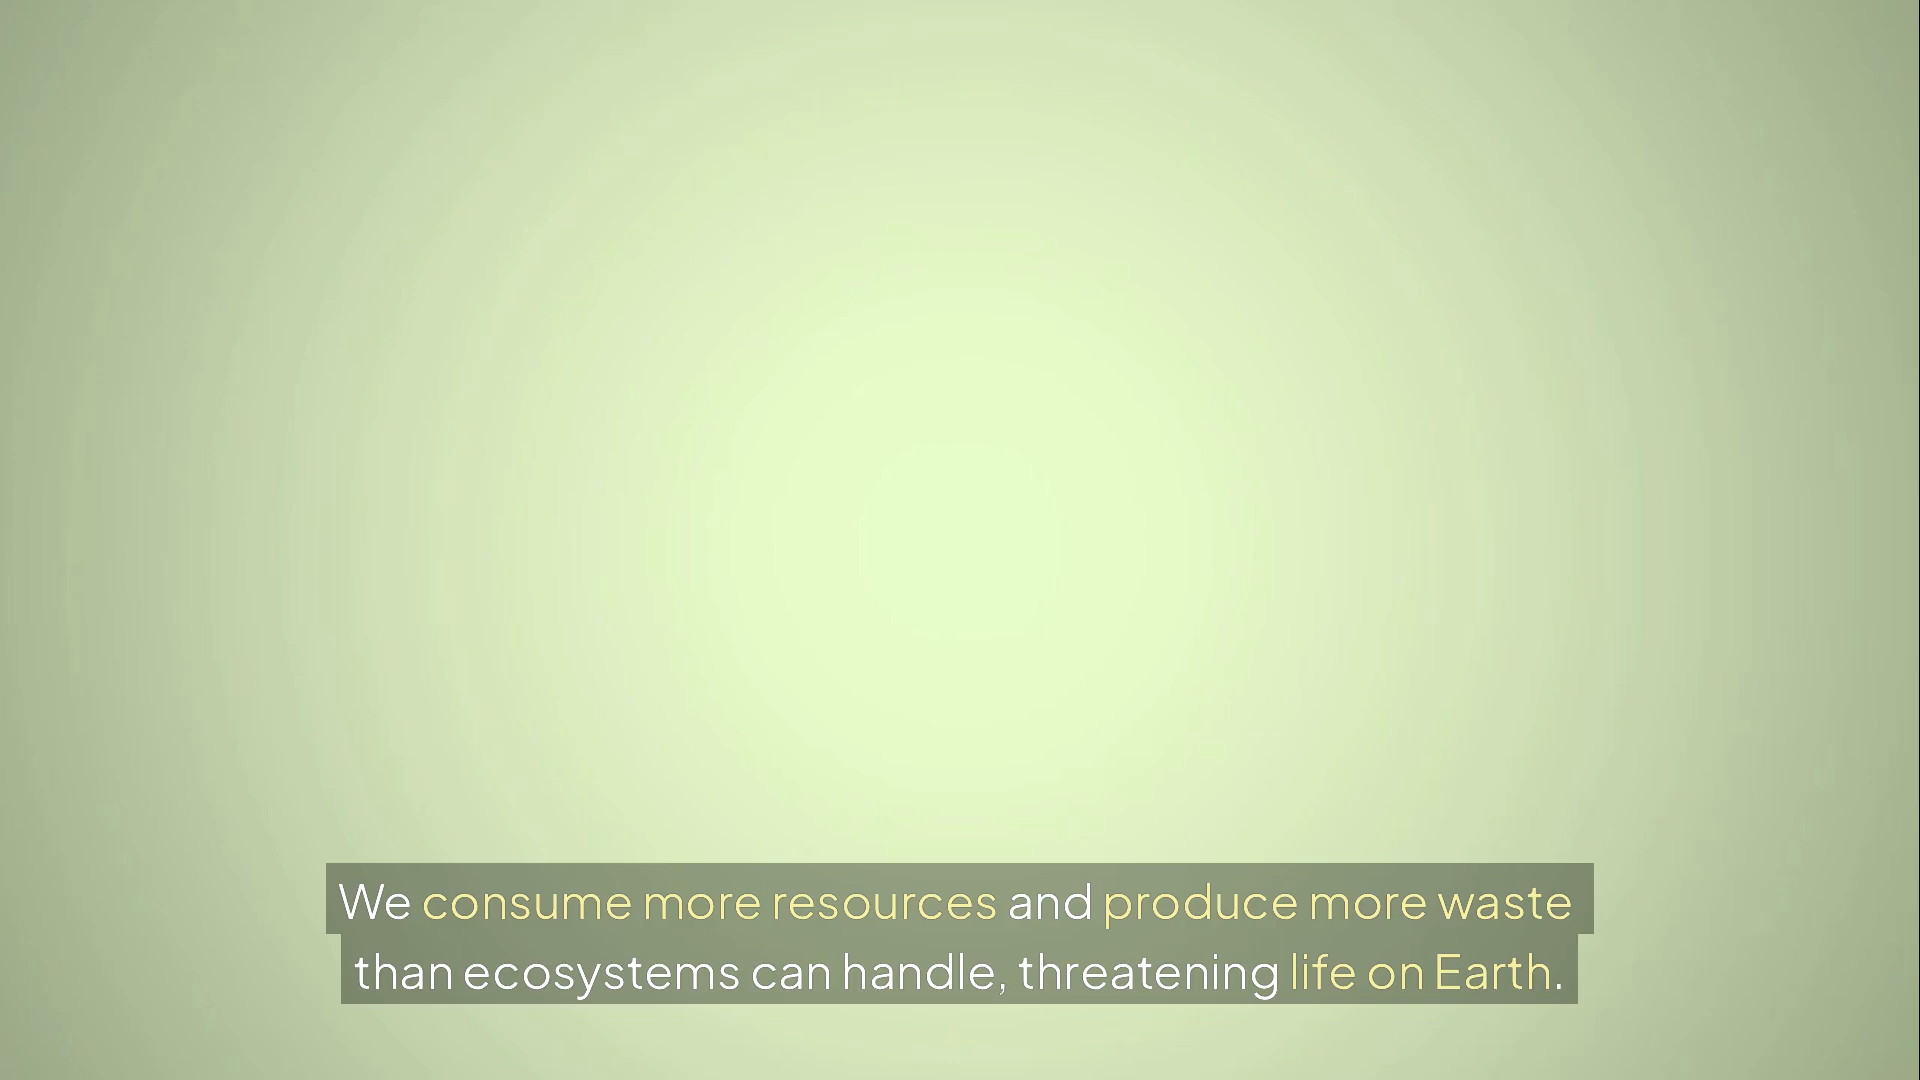 We consume more resources and produce more waste
than ecosystems can handle, threatening life on Earth.